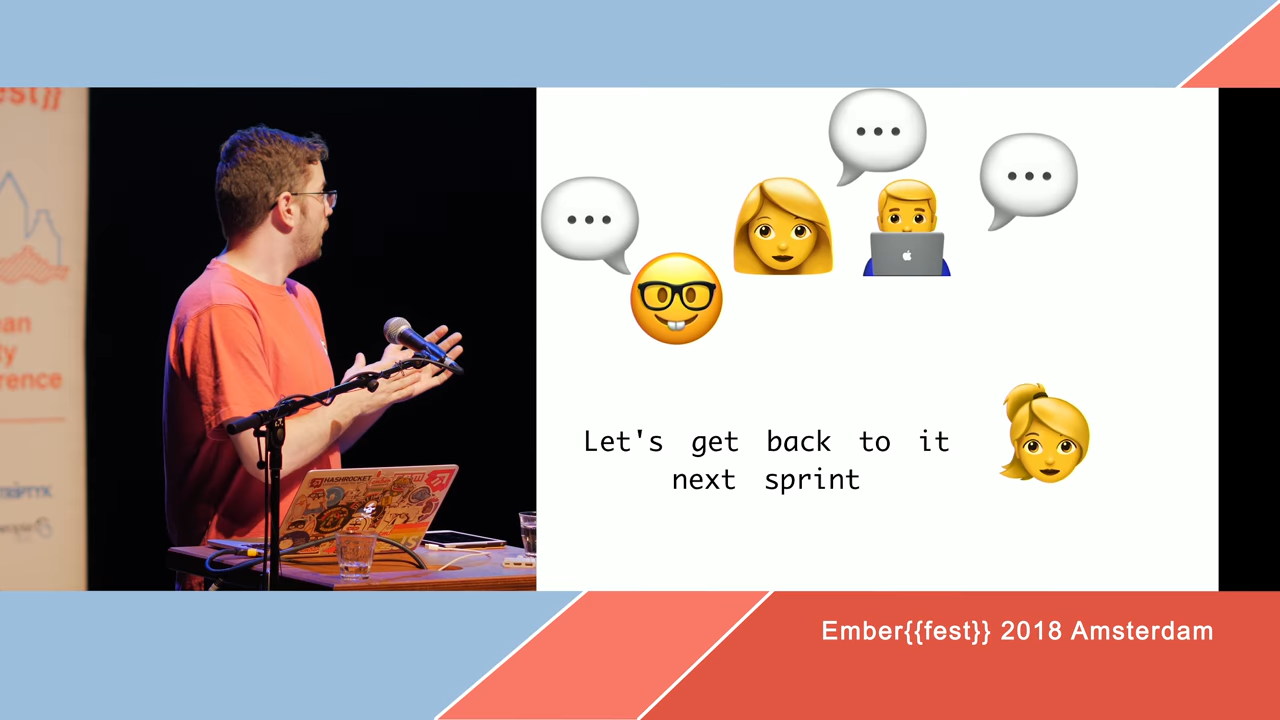 Let's get back to it
next sprint
HASHROCKET
Ember{{fest}} 2018 Amsterdam